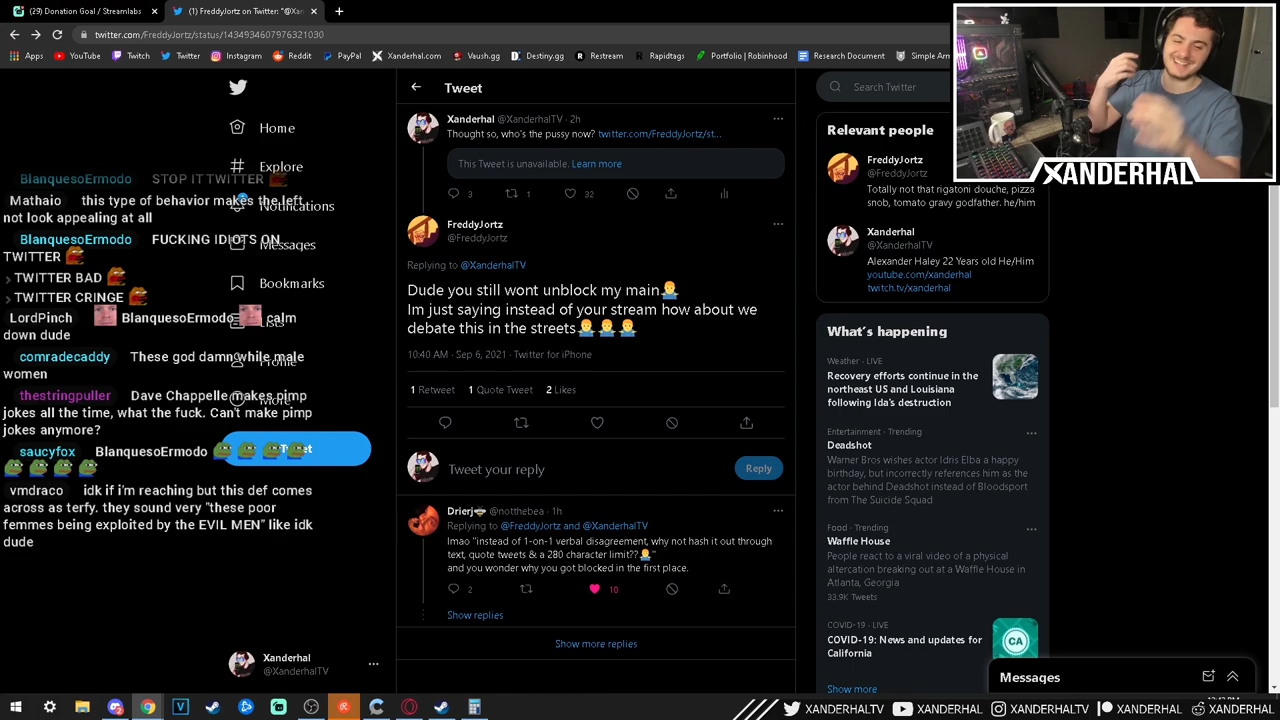 (29) Donation Goal / Streamlabs
(1) FreddyJortz on Twitter: "@Xan
twitter.com/FreddyJortz/status/1434934607976321030
Apps
YouTube
Twitch
Twitter
Instagram
Reddit
PayPal
Xanderhal.com
5uush.gg
Destiny.gg
Restream
Rapidtags
Portfolio | Robinhood
Research Document
Simple Arm
Home
Explore
Notifications
Messages
Bookmarks
Lists
Profile
More
Tweet
Xanderhal
@XanderhalTV
BlanquesoErmodo STOP IT TWITTER
Mathaio this type of behavior makes the left
not look appealing at all
BlanquesoErmodo FUCKING IDIOTS ON
TWITTER
› TWITTER BAD
› TWITTER CRINGE
LordPinch BlanquesoErmodo calm
down dude
comradecaddy These god damn while male
women
thestringpuller Dave Chappelle makes pimp
jokes all the time, what the fuck. Can't make pimp
jokes anymore?
saucyfox BlanquesoErmodo
vmdraco idk if i'm reaching but this def comes
across as terfy. they sound very "these poor
femmes being exploited by the EVIL MEN" like idk
dude
Tweet
Xanderhal @XanderhalTV · 2h
Thought so, who's the pussy now? twitter.com/FreddyJortz/st...
This Tweet is unavailable. Learn more
3 1 32
FreddyJortz
@FreddyJortz
Replying to @XanderhalTV
Dude you still wont unblock my main🤷‍♂️
Im just saying instead of your stream how about we
debate this in the streets🤷‍♂️🤷‍♂️🤷‍♂️
10:40 AM · Sep 6, 2021 · Twitter for iPhone
1 Retweet 1 Quote Tweet 2 Likes
Tweet your reply
Reply
Drierj @notthebea · 1h
Replying to @FreddyJortz and @XanderhalTV
lmao "instead of 1-on-1 verbal disagreement, why not hash it out through
text, quote tweets & a 280 character limit??🤷‍♂️"
and you wonder why you got blocked in the first place.
2 10
Show replies
Show more replies
Search Twitter
Relevant people
FreddyJortz
@FreddyJortz
Totally not that rigatoni douche, pizza
snob, tomato gravy godfather. he/him
Xanderhal
@XanderhalTV
Alexander Haley 22 Years old He/Him
youtube.com/xanderhal
twitch.tv/xanderhal
What's happening
Weather · LIVE
Recovery efforts continue in the
northeast US and Louisiana
following Ida's destruction
Entertainment · Trending
Deadshot
Warner Bros wishes actor Idris Elba a happy
birthday, but incorrectly references him as the
actor behind Deadshot instead of Bloodsport
from The Suicide Squad
Food · Trending
Waffle House
People react to a viral video of a physical
altercation breaking out at a Waffle House in
Atlanta, Georgia
33.9K Tweets
COVID-19 · LIVE
COVID-19: News and updates for
California
CA
Show more
Messages
XANDERHAL
XANDERHALTV XANDERHAL XANDERHALTV XANDERHAL XANDERHAL